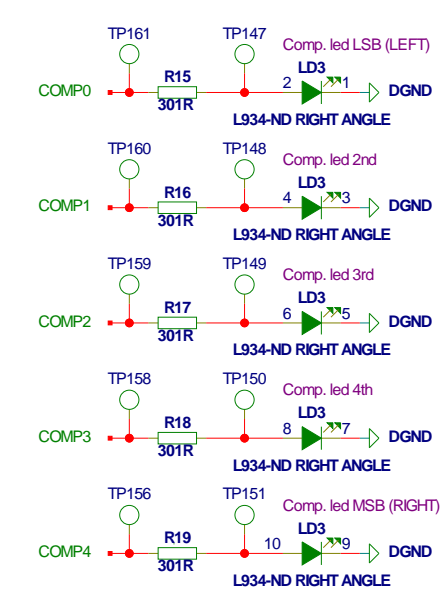 TP161 TP147
Comp. led LSB (LEFT)
R15 LD3
COMP0 2 1 DGND
301R
L934-ND RIGHT ANGLE
TP160 TP148
Comp. led 2nd
R16 LD3
COMP1 4 3 DGND
301R
L934-ND RIGHT ANGLE
TP159 TP149
Comp. led 3rd
R17 LD3
COMP2 6 5 DGND
301R
L934-ND RIGHT ANGLE
TP158 TP150
Comp. led 4th
R18 LD3
COMP3 8 7 DGND
301R
L934-ND RIGHT ANGLE
TP156 TP151
Comp. led MSB (RIGHT)
R19 LD3
COMP4 10 9 DGND
301R
L934-ND RIGHT ANGLE